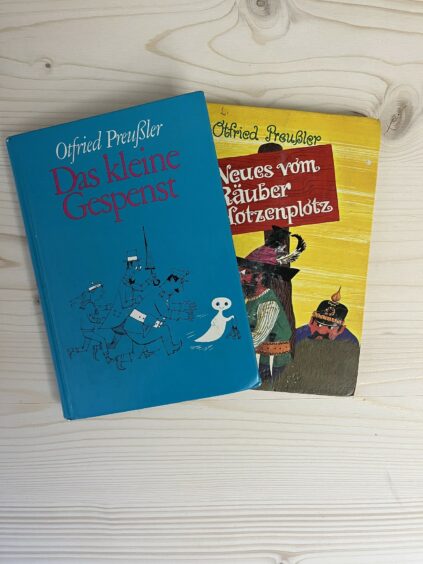 Otfried Preußler
Das kleine
Gespenst
Otfried Preußler
Neues vom
Räuber
Hotzenplotz